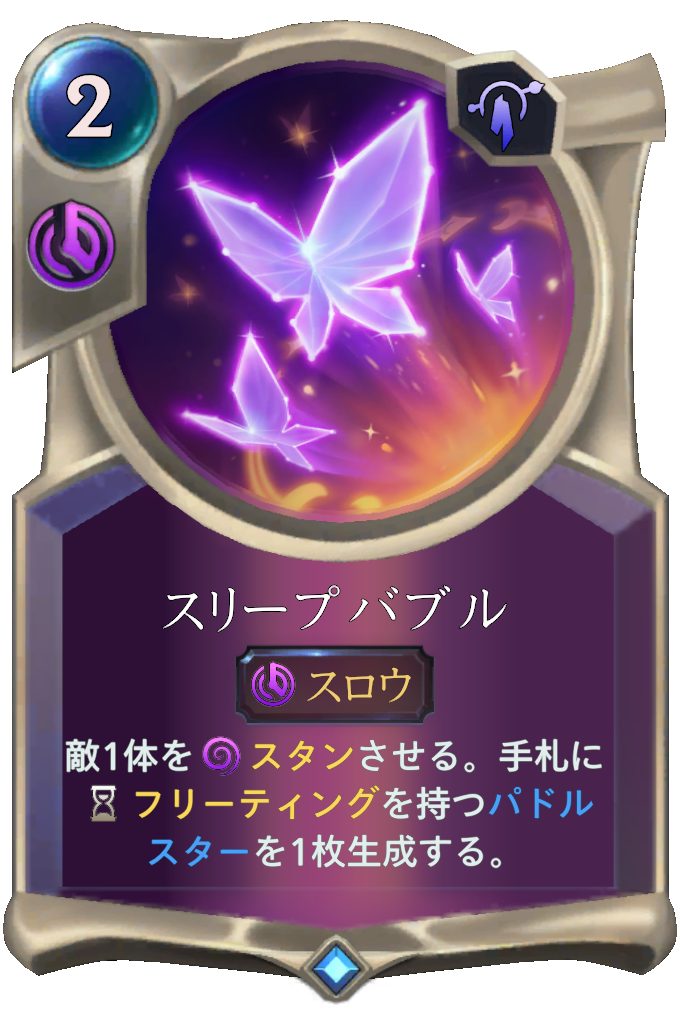 2
スリープバブル
スロウ
敵1体を スタンさせる。手札に
フリーティングを持つパドル
スターを1枚生成する。